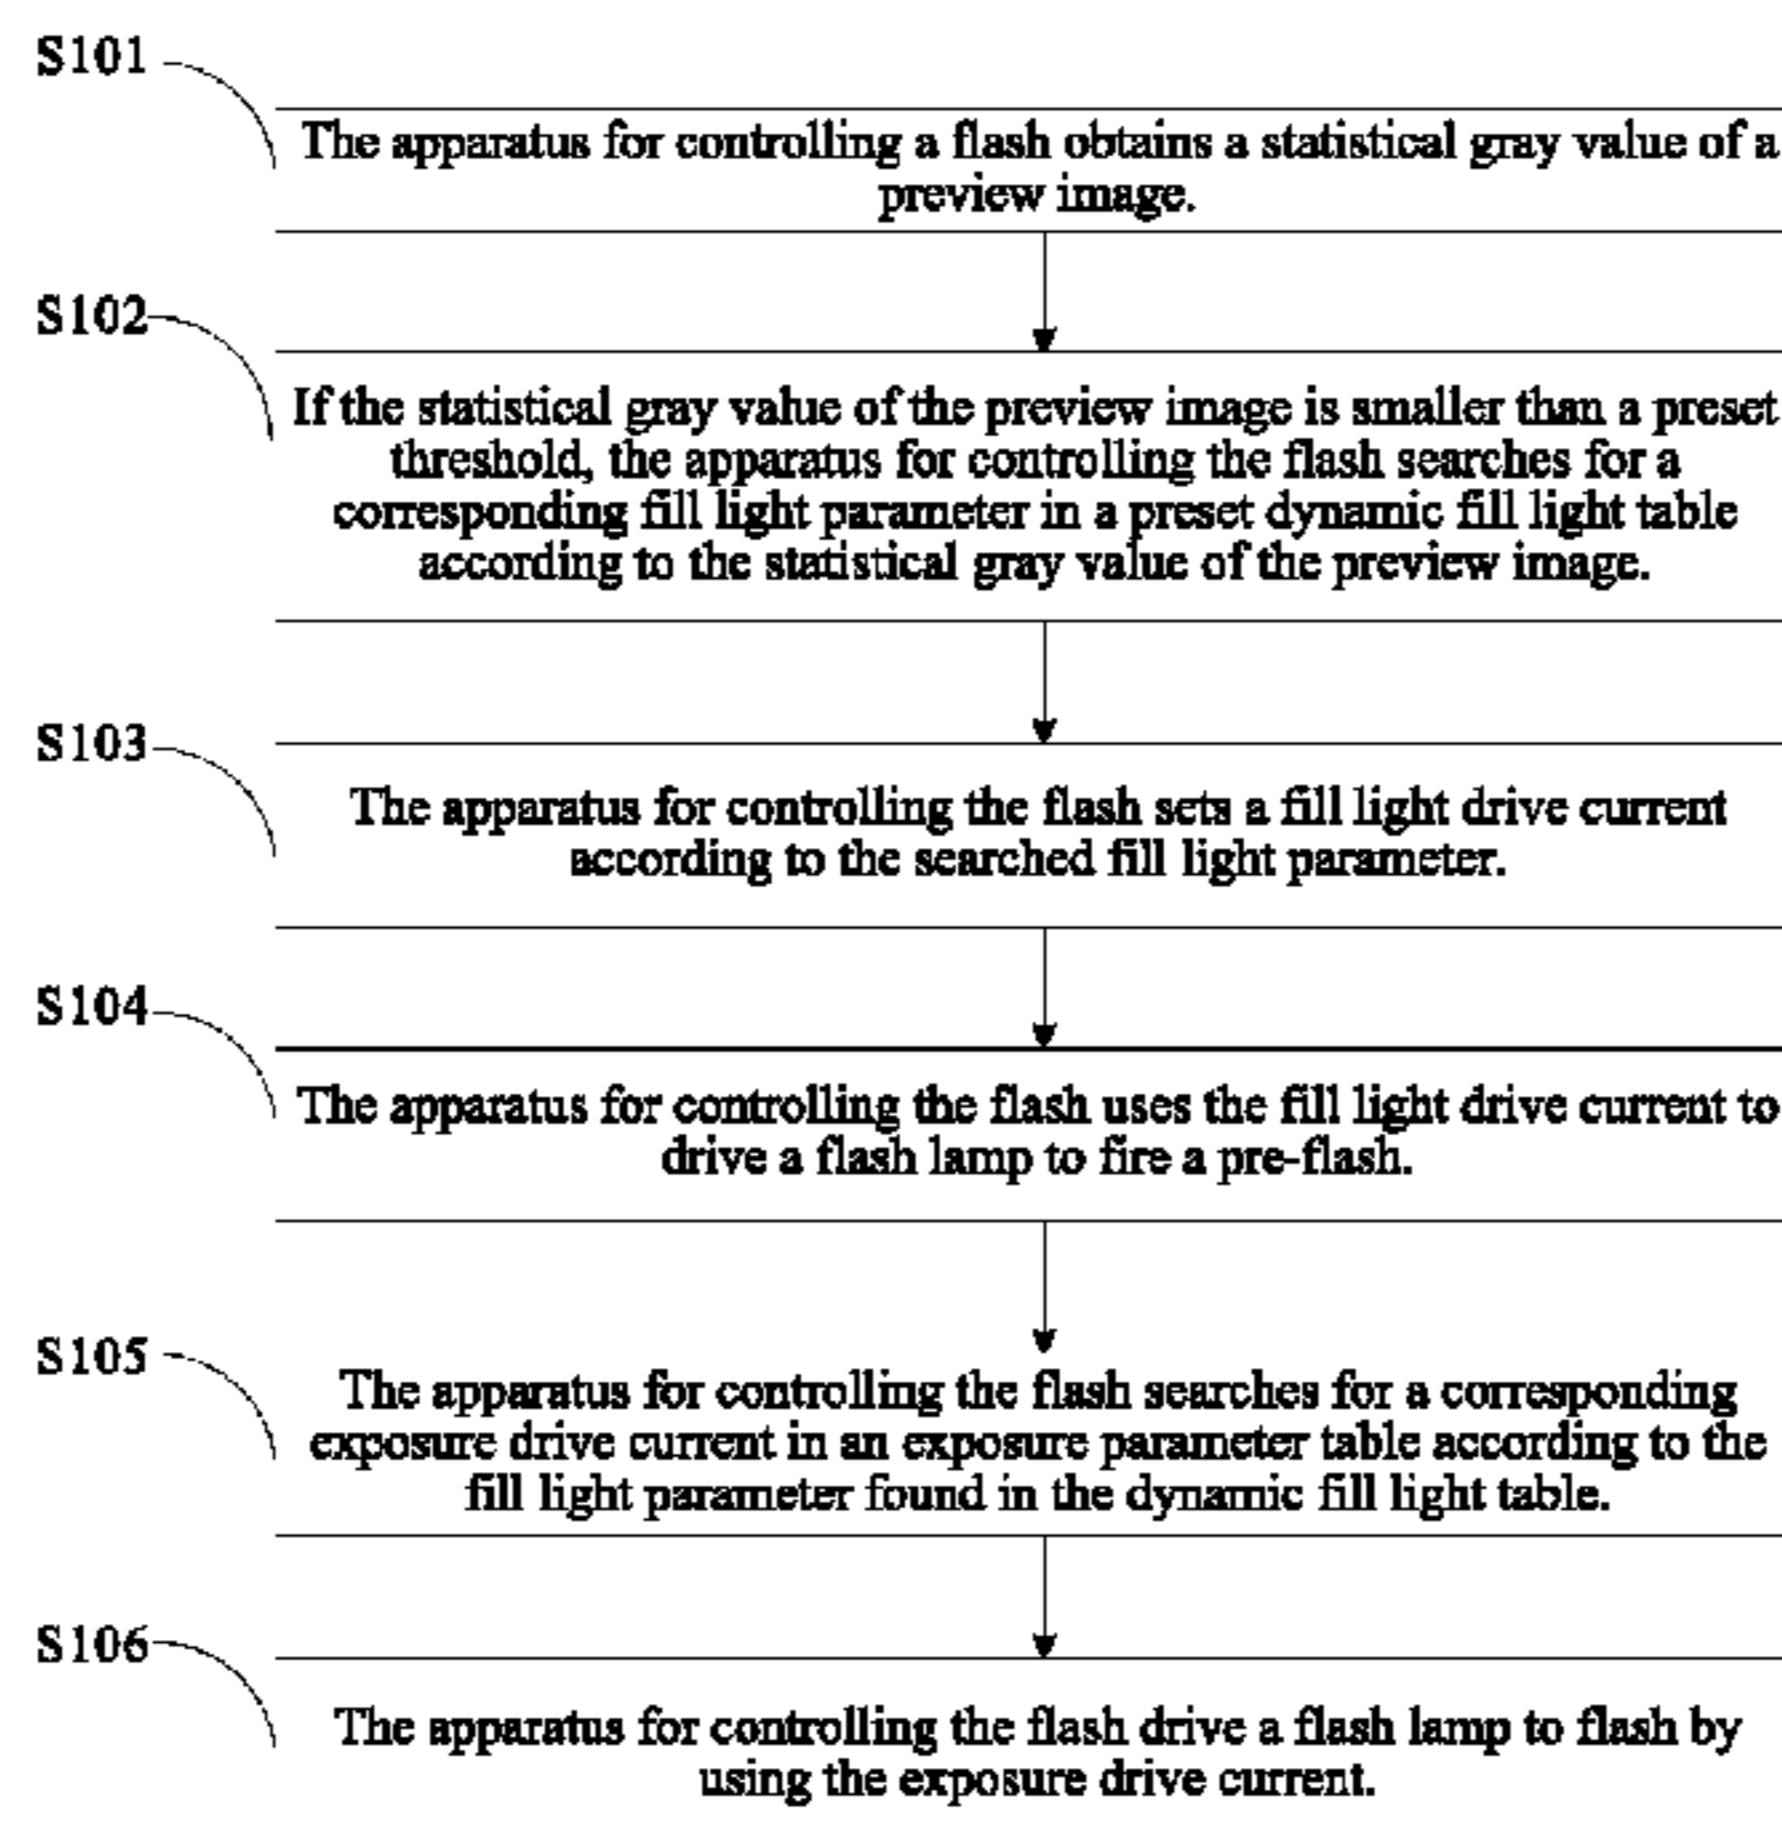 S101
The apparatus for controlling a flash obtains a statistical gray value of a
preview image.
S102
If the statistical gray value of the preview image is smaller than a preset
threshold, the apparatus for controlling the flash searches for a
corresponding fill light parameter in a preset dynamic fill light table
according to the statistical gray value of the preview image.
S103
The apparatus for controlling the flash sets a fill light drive current
according to the searched fill light parameter.
S104
The apparatus for controlling the flash uses the fill light drive current to
drive a flash lamp to fire a pre-flash.
S105
The apparatus for controlling the flash searches for a corresponding
exposure drive current in an exposure parameter table according to the
fill light parameter found in the dynamic fill light table.
S106
The apparatus for controlling the flash drive a flash lamp to flash by
using the exposure drive current.